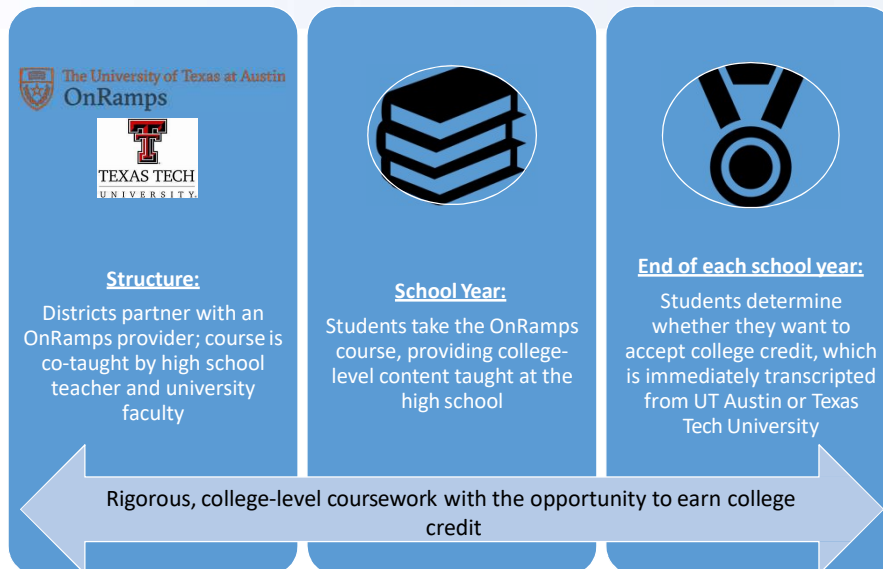 The University of Texas at Austin
OnRamps
TEXAS TECH
UNIVERSITY.
Structure:
Districts partner with an
OnRamps provider; course is
co-taught by high school
teacher and university
faculty
School Year:
Students take the OnRamps
course, providing college-
level content taught at the
high school
End of each school year:
Students determine
whether they want to
accept college credit, which
is immediately transcripted
from UT Austin or Texas
Tech University
Rigorous, college-level coursework with the opportunity to earn college
credit